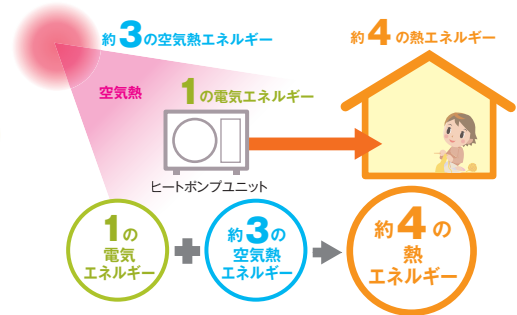 約3の空気熱エネルギー
約4の熱エネルギー
空気熱
1の電気エネルギー
ヒートポンプユニット
1の
電気
エネルギー
約3の
空気熱
エネルギー
約4の
熱
エネルギー